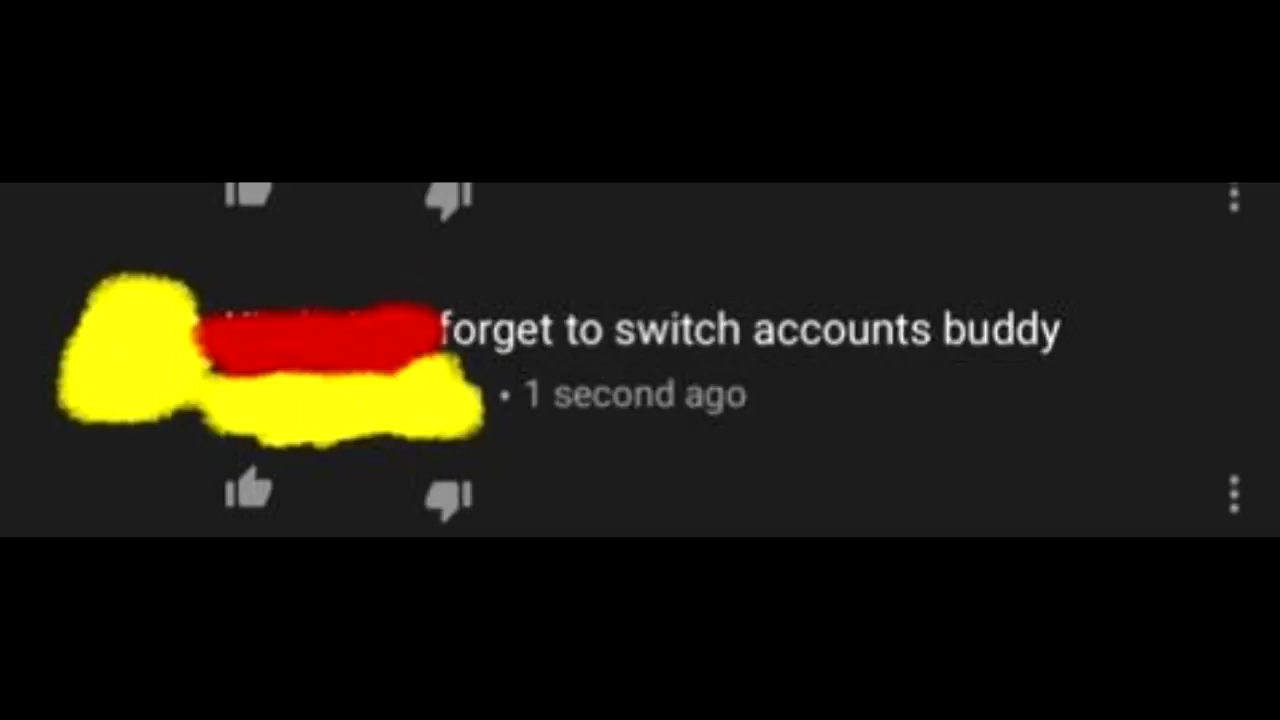 forget to switch accounts buddy
• 1 second ago